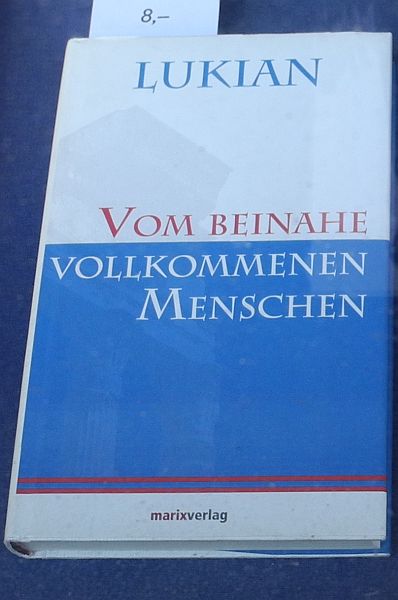 8,–
LUKIAN
VOM BEINAHE
VOLLKOMMENEN
MENSCHEN
marixverlag